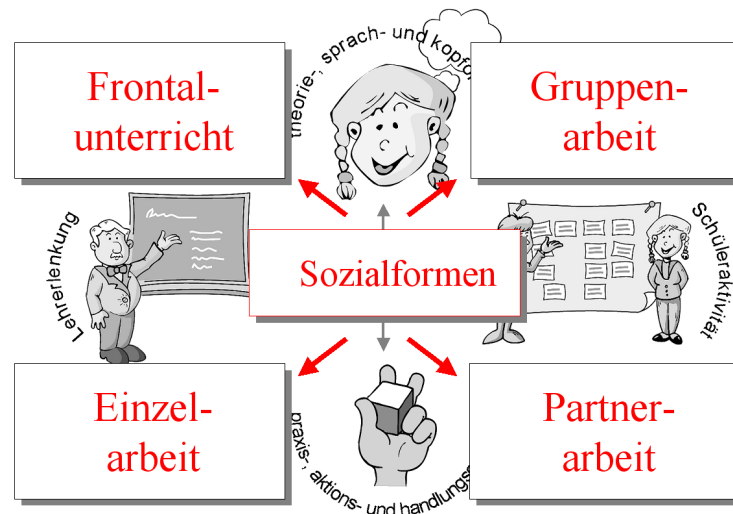 theorie-, sprach- und
Frontal-
unterricht
Gruppen-
arbeit
Lehrerlenkung
Sozialformen
Schüleraktivität
Einzel-
arbeit
Partner-
arbeit
praxis-, aktions- und